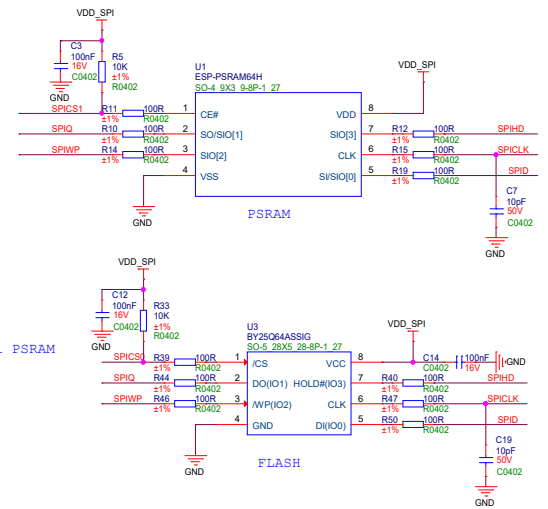 VDD_SPI
C3
100nF
16V
C0402
GND
R5
10K
±1%
R0402
U1
ESP-PSRAM64H
SO-4_9X3_9-8P-1_27
VDD_SPI
SPICS1
R11
100R
±1%
R0402
1
CE#
VDD
8
SPIQ
R10
100R
±1%
R0402
2
SO/SIO[1]
SIO[3]
7
R12
100R
±1%
R0402
SPIHD
SPIWP
R14
100R
±1%
R0402
3
SIO[2]
CLK
6
R15
100R
±1%
R0402
SPICLK
4
VSS
SI/SIO[0]
5
R19
100R
±1%
R0402
SPID
GND
PSRAM
C7
10pF
50V
C0402
GND
VDD_SPI
C12
100nF
16V
C0402
GND
R33
10K
±1%
R0402
PSRAM
U3
BY25Q64ASSIG
SO-5_28X5_28-8P-1_27
VDD_SPI
SPICS0
R39
100R
±1%
R0402
1
/CS
VCC
8
C14
C0402
100nF
16V
GND
SPIQ
R44
100R
±1%
R0402
2
DO(IO1)
HOLD#(IO3)
7
R40
100R
±1%
R0402
SPIHD
SPIWP
R46
100R
±1%
R0402
3
/WP(IO2)
CLK
6
R47
100R
±1%
R0402
SPICLK
4
GND
DI(IO0)
5
R50
100R
±1%
R0402
SPID
GND
FLASH
C19
10pF
50V
C0402
GND